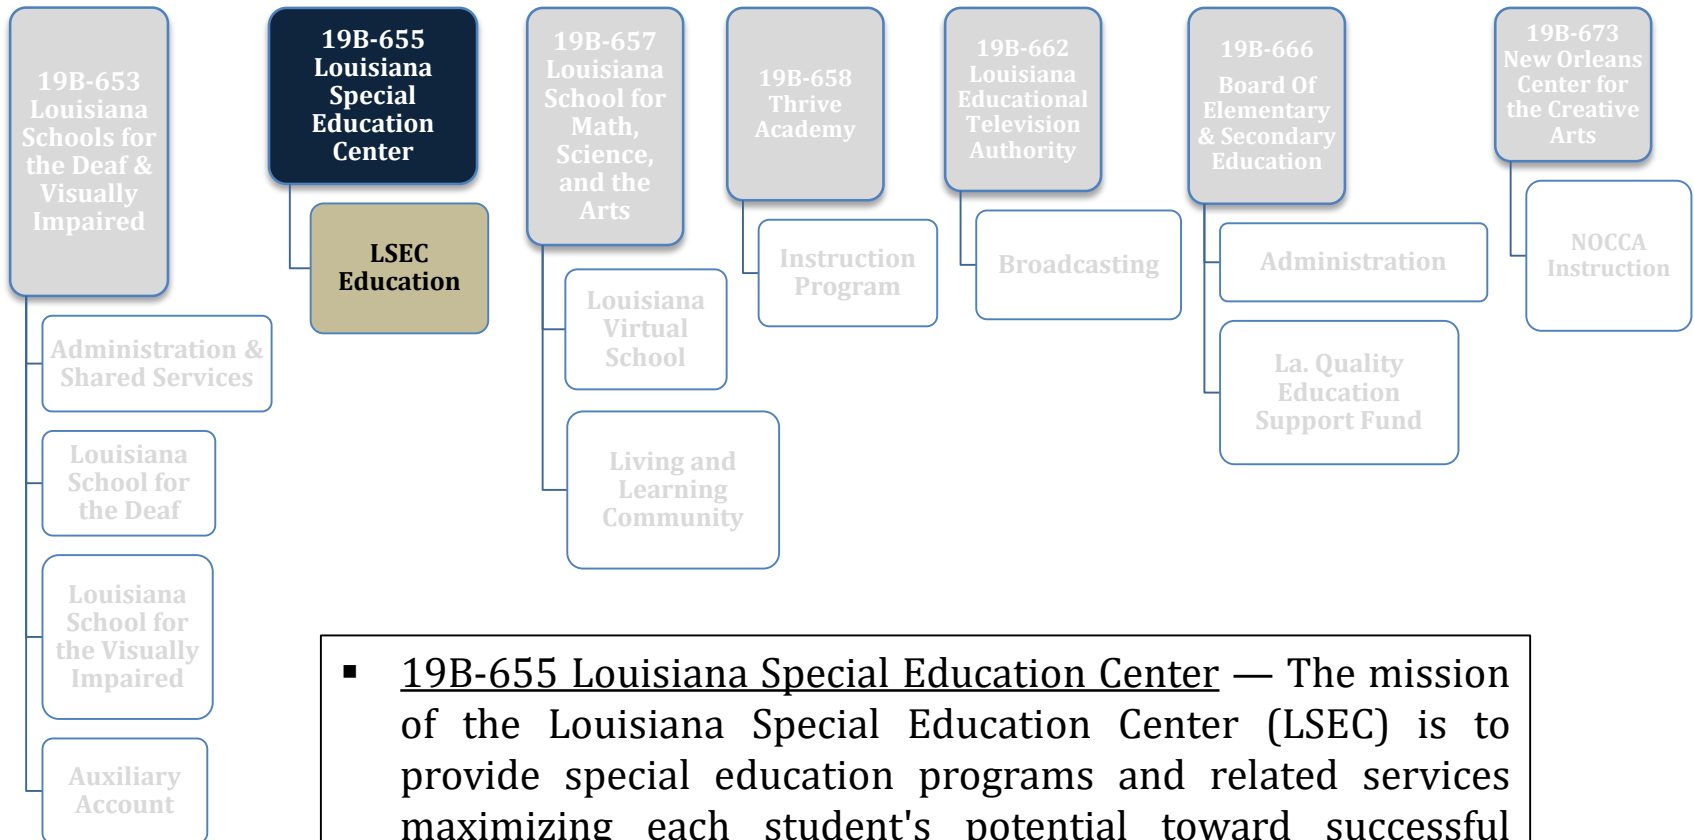 19B-653
Louisiana
Schools for
the Deaf &
Visually
Impaired
Administration &
Shared Services
Louisiana
School for
the Deaf
Louisiana
School for
the Visually
Impaired
Auxiliary
Account
19B-655
Louisiana
Special
Education
Center
LSEC
Education
19B-657
Louisiana
School for
Math,
Science,
and the
Arts
Louisiana
Virtual
School
Living and
Learning
Community
19B-658
Thrive
Academy
Instruction
Program
19B-662
Louisiana
Educational
Television
Authority
Broadcasting
19B-666
Board Of
Elementary
& Secondary
Education
Administration
La. Quality
Education
Support Fund
19B-673
New Orleans
Center for
the Creative
Arts
NOCCA
Instruction
▪ 19B-655 Louisiana Special Education Center — The mission
of the Louisiana Special Education Center (LSEC) is to
provide special education programs and related services
maximizing each student's potential toward successful